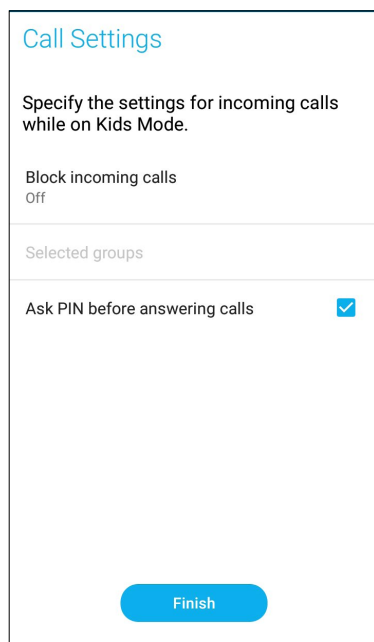 Call Settings
Specify the settings for incoming calls
while on Kids Mode.
Block incoming calls
Off
Selected groups
Ask PIN before answering calls
Finish